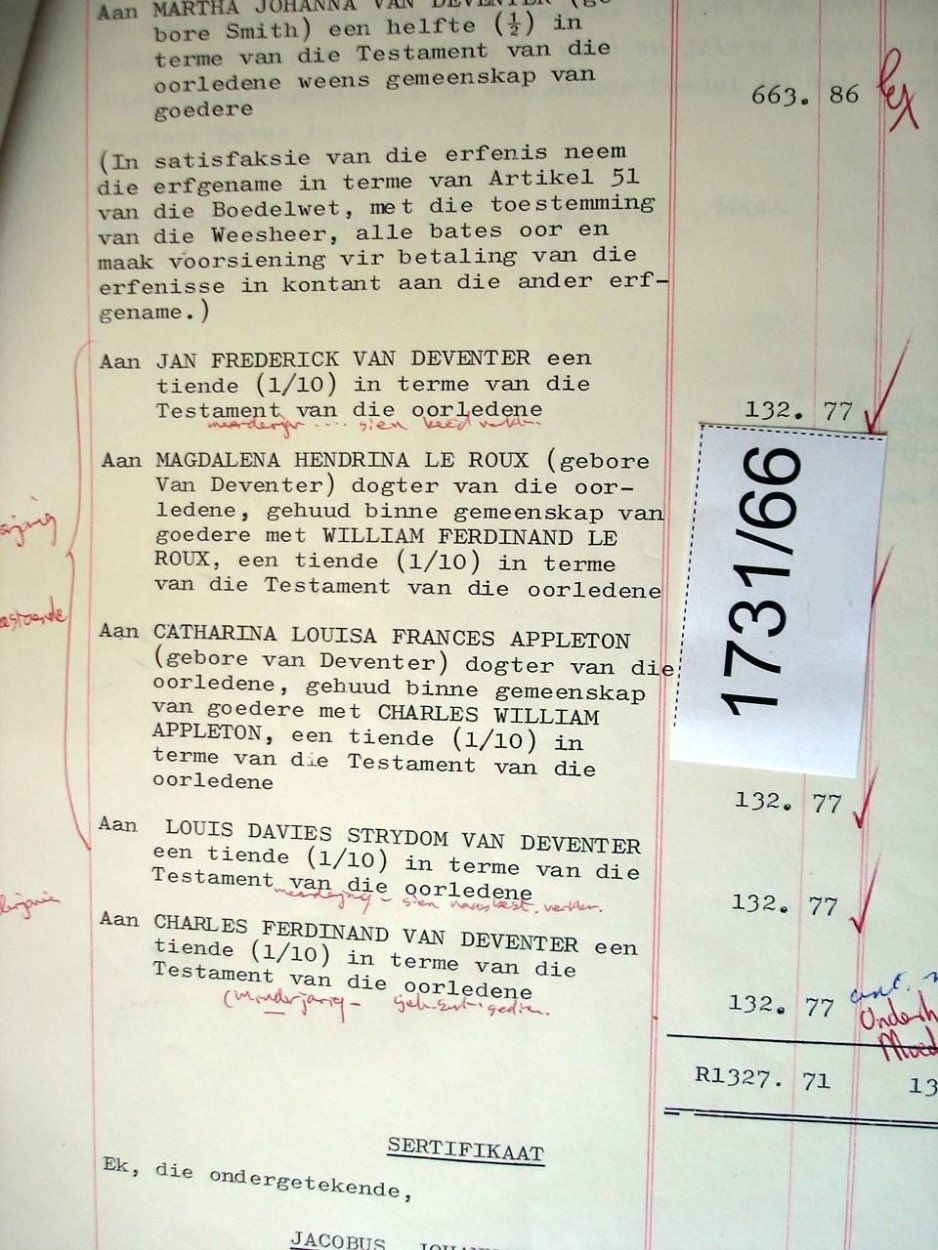 Aan MARTHA JOHANNA VAN DEVENTER (ge-
bore Smith) een helfte (½) in
terme van die Testament van die
oorledene weens gemeenskap van
goedere 663. 86
(In satisfaksie van die erfenis neem
die erfgename in terme van Artikel 51
van die Boedelwet, met die toestemming
van die Weesheer, alle bates oor en
maak voorsiening vir betaling van die
erfenisse in kontant aan die ander erf-
gename.)
Aan JAN FREDERICK VAN DEVENTER een
tiende (1/10) in terme van die
Testament van die oorledene 132. 77
1731/66
Aan MAGDALENA HENDRINA LE ROUX (gebore
Van Deventer) dogter van die oor-
ledene, gehuud binne gemeenskap van
goedere met WILLIAM FERDINAND LE
ROUX, een tiende (1/10) in terme
van die Testament van die oorledene
Aan CATHARINA LOUISA FRANCES APPLETON
(gebore van Deventer) dogter van die
oorledene, gehuud binne gemeenskap
van goedere met CHARLES WILLIAM
APPLETON, een tiende (1/10) in
terme van die Testament van die
oorledene 132. 77
Aan LOUIS DAVIES STRYDOM VAN DEVENTER
een tiende (1/10) in terme van die
Testament van die oorledene 132. 77
Aan CHARLES FERDINAND VAN DEVENTER een
tiende (1/10) in terme van die
Testament van die oorledene 132. 77
(minderjarig -
R1327. 71 13
SERTIFIKAAT
Ek, die ondergetekende,
JACOBUS